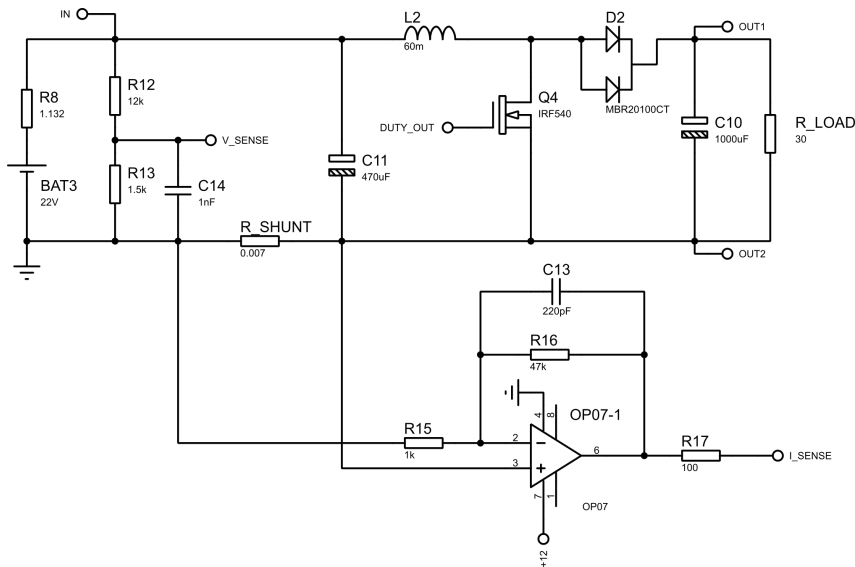 IN
L2
60m
D2
OUT1
R8
1.132
R12
12k
Q4
IRF540
MBR20100CT
DUTY_OUT
C10
1000uF
R_LOAD
30
V_SENSE
BAT3
22V
R13
1.5k
C14
1nF
C11
470uF
R_SHUNT
0.007
OUT2
C13
220pF
R16
47k
4
8
OP07-1
R15
1k
2
3
6
7
1
R17
100
I_SENSE
OP07
+12